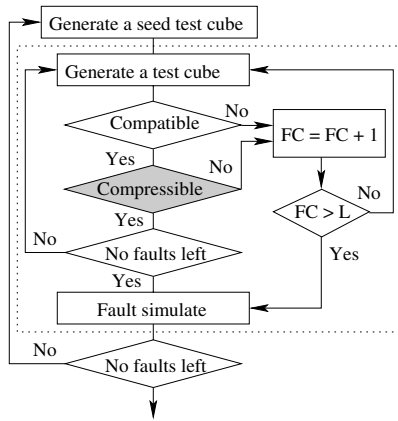 Generate a seed test cube
Generate a test cube
No
Compatible
FC = FC + 1
Yes
No
Compressible
No
Yes
FC > L
No
No faults left
Yes
Yes
Fault simulate
No
No faults left